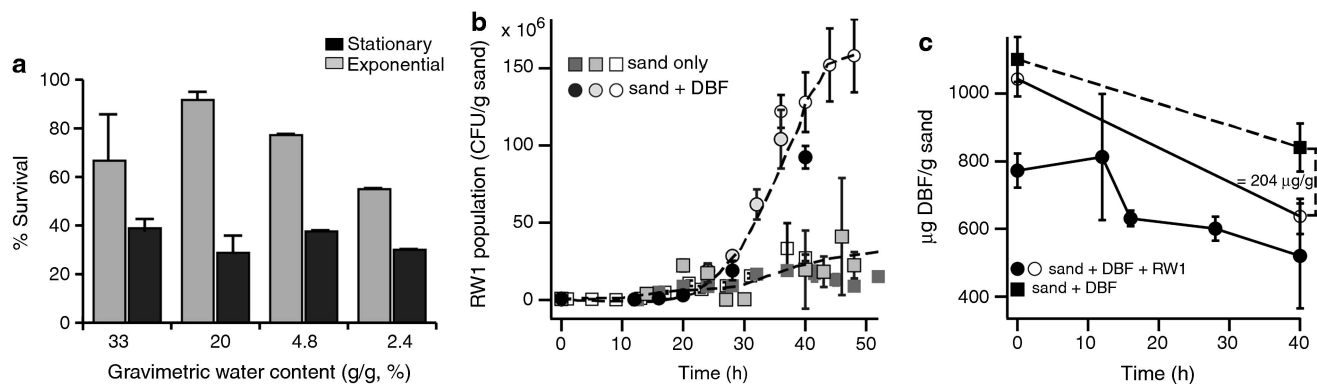 a
Stationary
Exponential
% Survival
100
80
60
40
20
0
33
20
4.8
2.4
Gravimetric water content (g/g, %)
b
x 10⁶
RW1 population (CFU/g sand)
sand only
sand + DBF
150
100
50
0
0
10
20
30
40
50
Time (h)
c
µg DBF/g sand
1000
800
600
400
= 204 µg/g
sand + DBF + RW1
sand + DBF
0
10
20
30
40
Time (h)